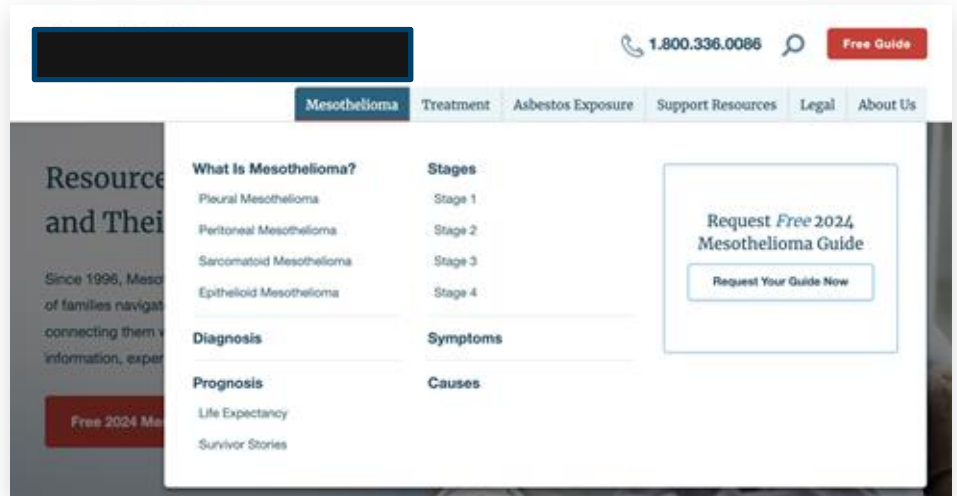 1.800.336.0086
Free Guide
Mesothelioma Treatment Asbestos Exposure Support Resources Legal About Us
What Is Mesothelioma?
Pleural Mesothelioma
Peritoneal Mesothelioma
Sarcomatoid Mesothelioma
Epithelioid Mesothelioma
Diagnosis
Prognosis
Life Expectancy
Survivor Stories
Stages
Stage 1
Stage 2
Stage 3
Stage 4
Symptoms
Causes
Request Free 2024
Mesothelioma Guide
Request Your Guide Now
Resource
and Thei
Since 1996, Meso
of families navigat
connecting them
information, exper
Free 2024 Me